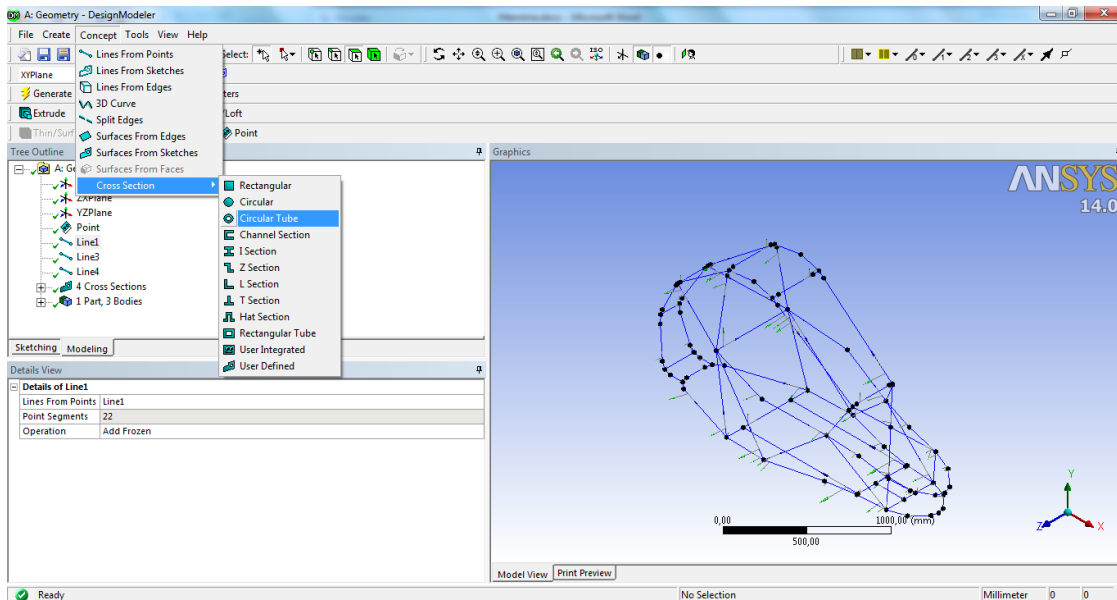 A: Geometry - DesignModeler
File Create Concept Tools View Help
Select:
XYPlane
Generate
ters
Extrude
/Loft
Thin/Surf
Point
Lines From Points
Lines From Sketches
Lines From Edges
3D Curve
Split Edges
Surfaces From Edges
Surfaces From Sketches
Surfaces From Faces
Cross Section
Rectangular
Circular
Circular Tube
Channel Section
I Section
Z Section
L Section
T Section
Hat Section
Rectangular Tube
User Integrated
User Defined
Tree Outline
A: Ge
ZXPlane
YZPlane
Point
Line1
Line3
Line4
4 Cross Sections
1 Part, 3 Bodies
Sketching Modeling
Details View
Details of Line1
Lines From Points Line1
Point Segments 22
Operation Add Frozen
Graphics
ANSYS
14.0
0,00
1000,00 (mm)
500,00
Y
Z
X
Model View Print Preview
Ready
No Selection
Millimeter 0 0